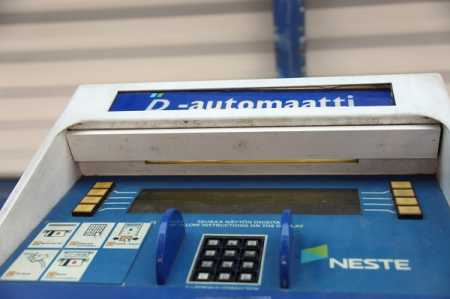 D -automaatti
SEURAA NÄYTÖN OHJEITA
FOLLOW INSTRUCTIONS ON THE DISPLAY
NESTE